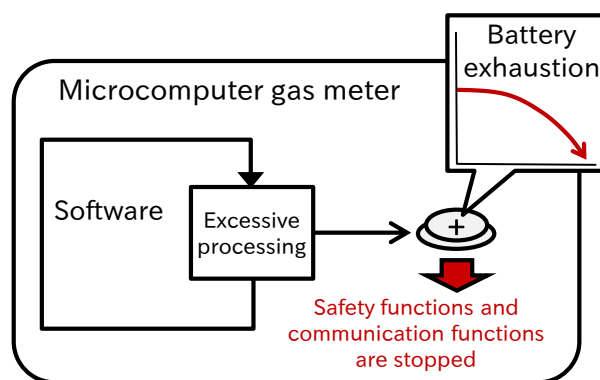 Battery
exhaustion
Microcomputer gas meter
Software
Excessive
processing
+
Safety functions and
communication functions
are stopped